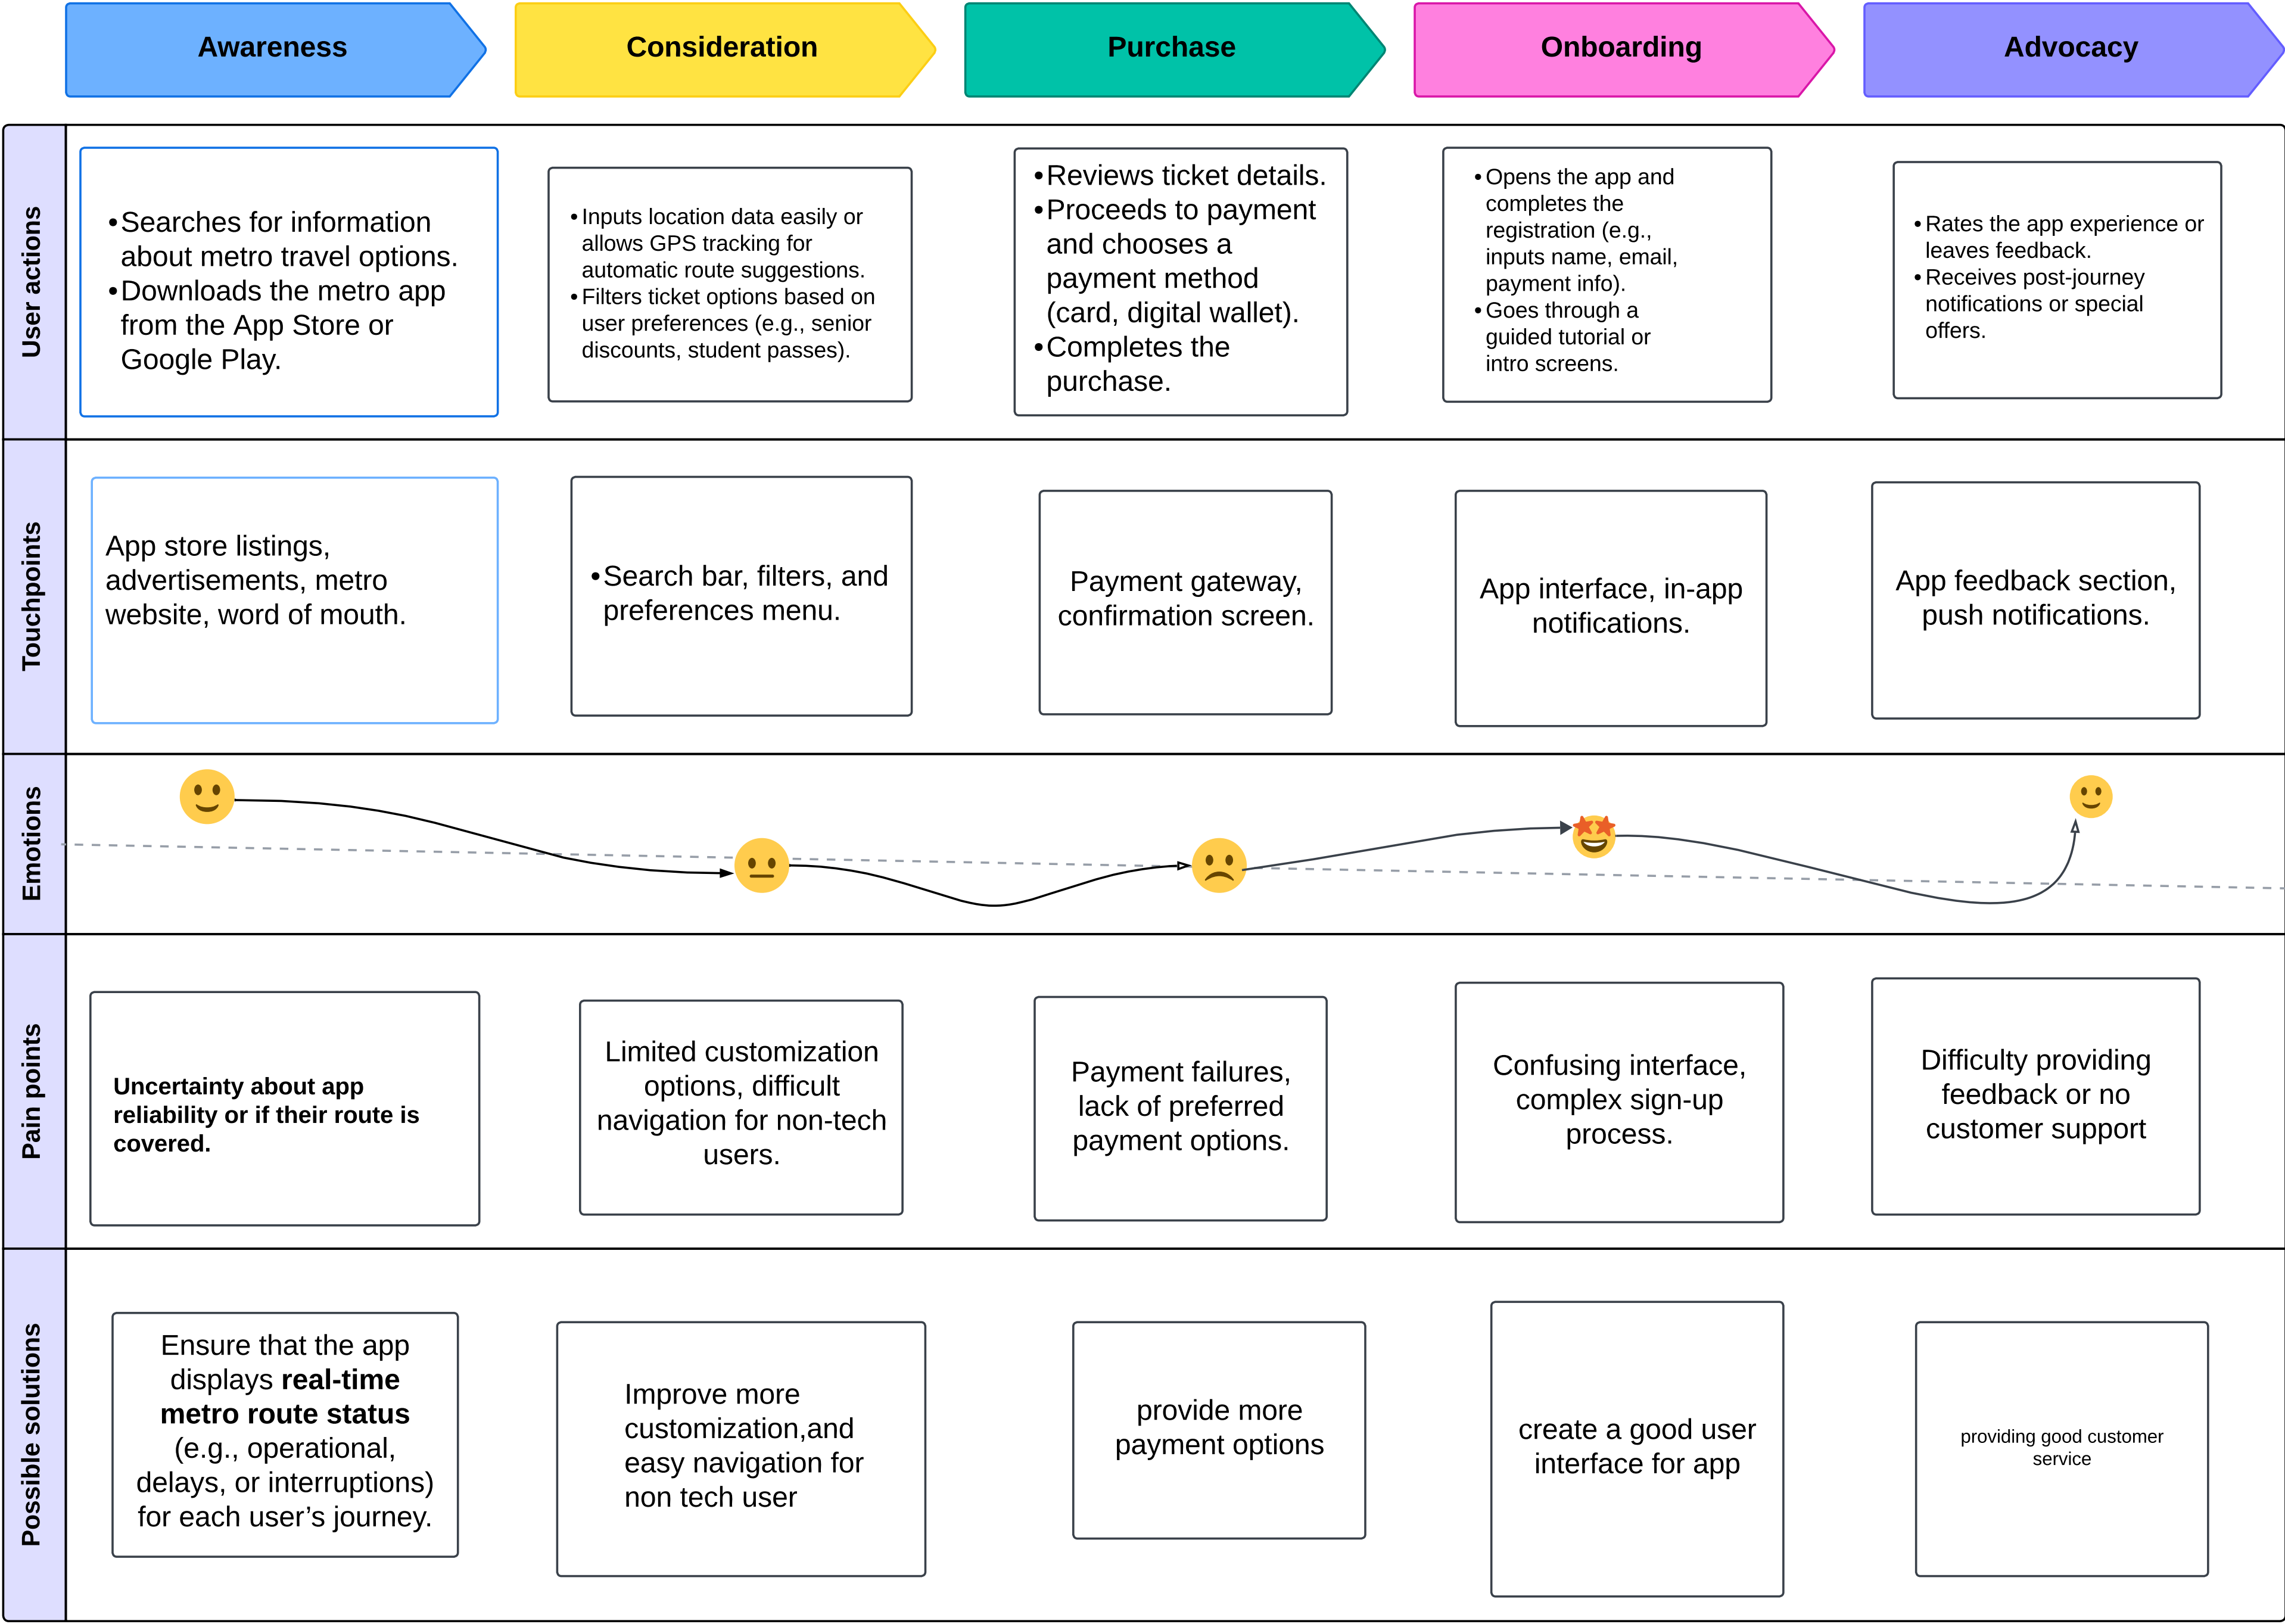 Awareness
Consideration
Purchase
Onboarding
Advocacy
User actions
•Searches for information
about metro travel options.
•Downloads the metro app
from the App Store or
Google Play.
•Inputs location data easily or
allows GPS tracking for
automatic route suggestions.
•Filters ticket options based on
user preferences (e.g., senior
discounts, student passes).
•Reviews ticket details.
•Proceeds to payment
and chooses a
payment method
(card, digital wallet).
•Completes the
purchase.
•Opens the app and
completes the
registration (e.g.,
inputs name, email,
payment info).
•Goes through a
guided tutorial or
intro screens.
•Rates the app experience or
leaves feedback.
•Receives post-journey
notifications or special
offers.
Touchpoints
App store listings,
advertisements, metro
website, word of mouth.
•Search bar, filters, and
preferences menu.
Payment gateway,
confirmation screen.
App interface, in-app
notifications.
App feedback section,
push notifications.
Emotions
Pain points
Uncertainty about app
reliability or if their route is
covered.
Limited customization
options, difficult
navigation for non-tech
users.
Payment failures,
lack of preferred
payment options.
Confusing interface,
complex sign-up
process.
Difficulty providing
feedback or no
customer support
Possible solutions
Ensure that the app
displays real-time
metro route status
(e.g., operational,
delays, or interruptions)
for each user’s journey.
Improve more
customization,and
easy navigation for
non tech user
provide more
payment options
create a good user
interface for app
providing good customer
service